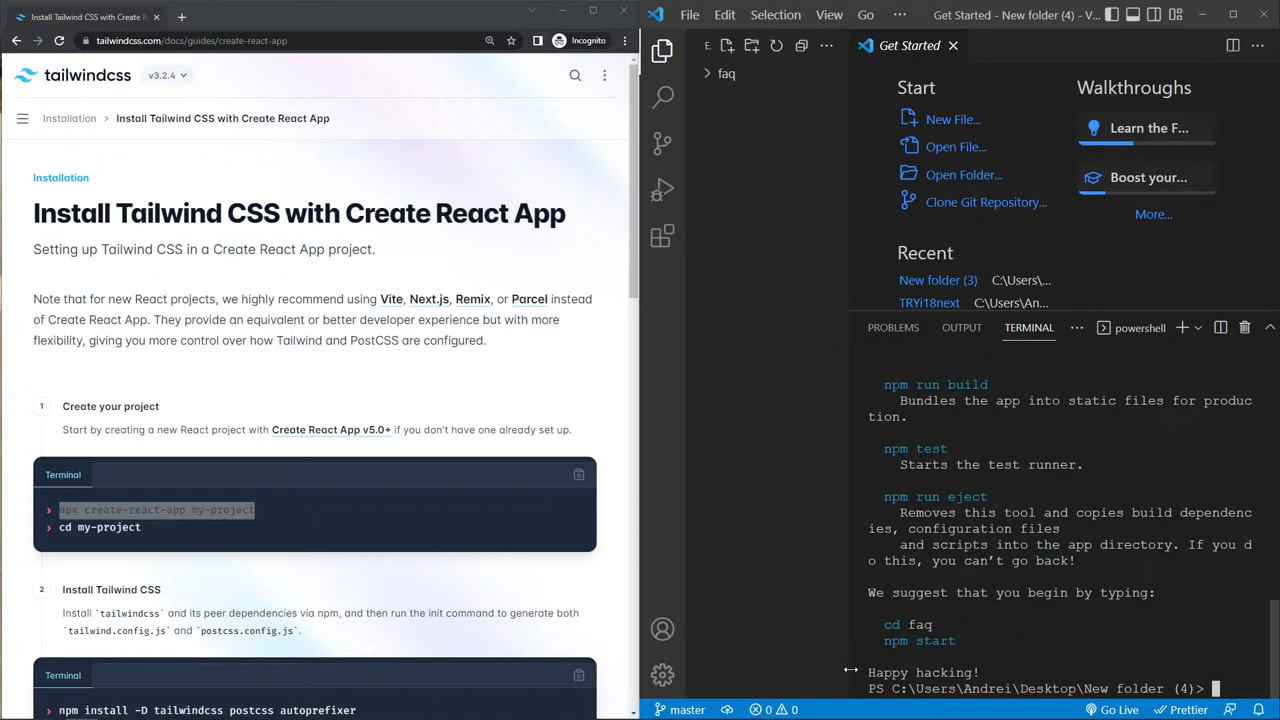 Install Tailwind CSS with Create R
tailwindcss.com/docs/guides/create-react-app
Incognito
tailwindcss
v3.2.4
Installation > Install Tailwind CSS with Create React App
Installation
Install Tailwind CSS with Create React App
Setting up Tailwind CSS in a Create React App project.
Note that for new React projects, we highly recommend using Vite, Next.js, Remix, or Parcel instead
of Create React App. They provide an equivalent or better developer experience but with more
flexibility, giving you more control over how Tailwind and PostCSS are configured.
1 Create your project
Start by creating a new React project with Create React App v5.0+ if you don't have one already set up.
Terminal
› npx create-react-app my-project
› cd my-project
2 Install Tailwind CSS
Install `tailwindcss` and its peer dependencies via npm, and then run the init command to generate both
`tailwind.config.js` and `postcss.config.js`.
Terminal
npm install -D tailwindcss postcss autoprefixer
File Edit Selection View Go ··· Get Started - New folder (4) - V...
E.
faq
Get Started
Start
New File...
Open File...
Open Folder...
Clone Git Repository...
Recent
New folder (3) C:\Users\...
TRYi18next C:\Users\An...
Walkthroughs
Learn the F...
Boost your...
More...
PROBLEMS OUTPUT TERMINAL ··· powershell
npm run build
Bundles the app into static files for produc
tion.
npm test
Starts the test runner.
npm run eject
Removes this tool and copies build dependenc
ies, configuration files
and scripts into the app directory. If you d
o this, you can’t go back!
We suggest that you begin by typing:
cd faq
npm start
Happy hacking!
PS C:\Users\Andrei\Desktop\New folder (4)>
master 0 0 Go Live Prettier